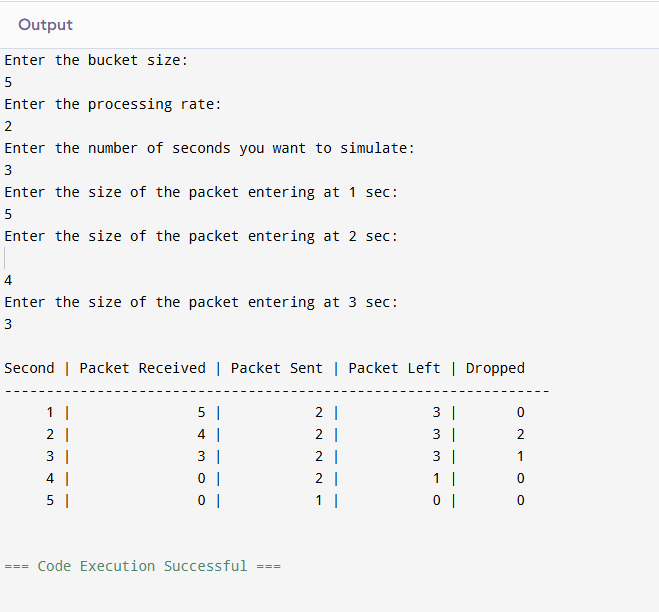 Output
Enter the bucket size:
5
Enter the processing rate:
2
Enter the number of seconds you want to simulate:
3
Enter the size of the packet entering at 1 sec:
5
Enter the size of the packet entering at 2 sec:
4
Enter the size of the packet entering at 3 sec:
3
Second | Packet Received | Packet Sent | Packet Left | Dropped
-----------------------------------------------------------------
1 | 5 | 2 | 3 | 0
2 | 4 | 2 | 3 | 2
3 | 3 | 2 | 3 | 1
4 | 0 | 2 | 1 | 0
5 | 0 | 1 | 0 | 0
=== Code Execution Successful ===